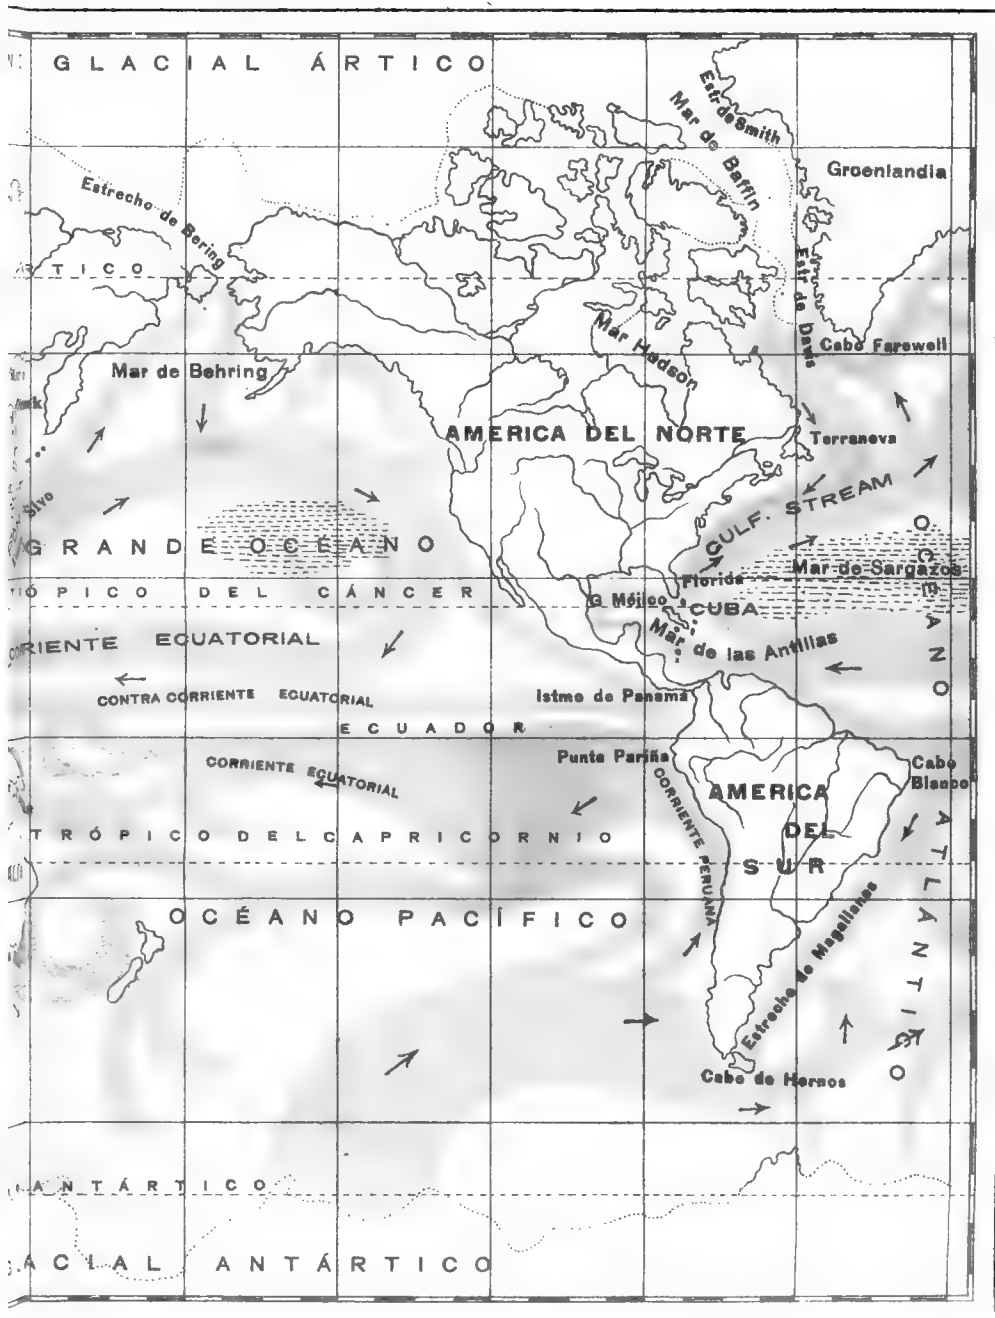 GLACIAL ÁRTICO
Estr. de Smith
Mar de Baffin
Groenlandia
Estrecho de Bering
RTICO
Estr de Dawis
Mar Hudson
Cabo Farewell
Mar de Behring
AMERICA DEL NORTE
Terranova
Sivo
GULF. STREAM
GRANDE OCÉANO
Mar de Sargazos
Florida
TRÓPICO DEL CÁNCER
G. Méjico
CUBA
CORRIENTE ECUATORIAL
Mar de las Antillas
CONTRA CORRIENTE ECUATORIAL
Istmo de Panamá
ECUADOR
Punta Pariña
Cabo
Blanco
CORRIENTE ECUATORIAL
CORRIENTE PERUANA
AMERICA
DEL
SUR
TRÓPICO DEL CAPRICORNIO
OCÉANO ATLÁNTICO
OCÉANO PACÍFICO
Estrecho de Magallanes
Cabo de Hornos
ANTÁRTICO
ACIAL ANTÁRTICO